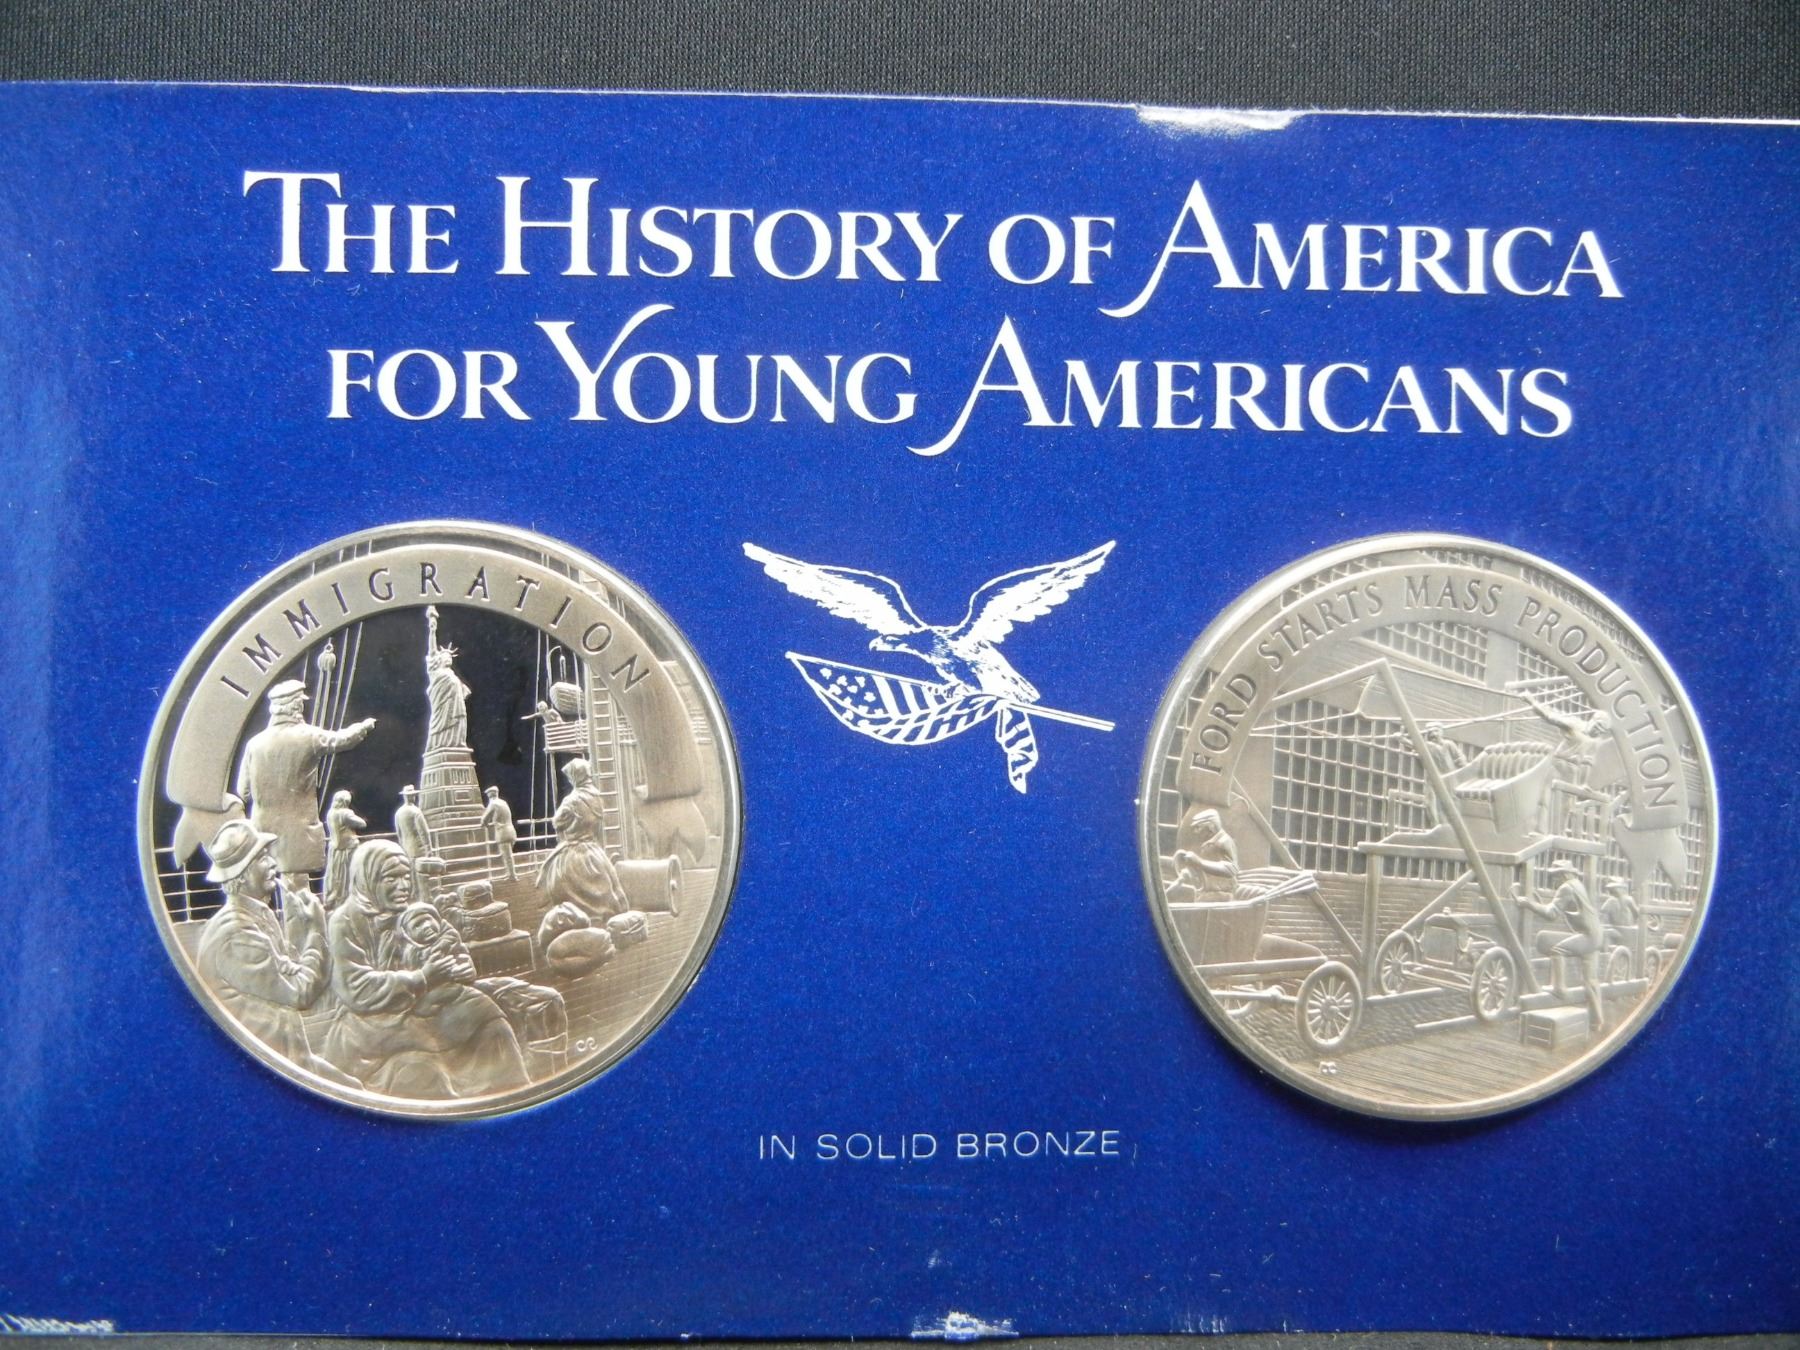 THE HISTORY OF AMERICA
FOR YOUNG AMERICANS
IMMIGRATION
FORD STARTS MASS PRODUCTION
IN SOLID BRONZE